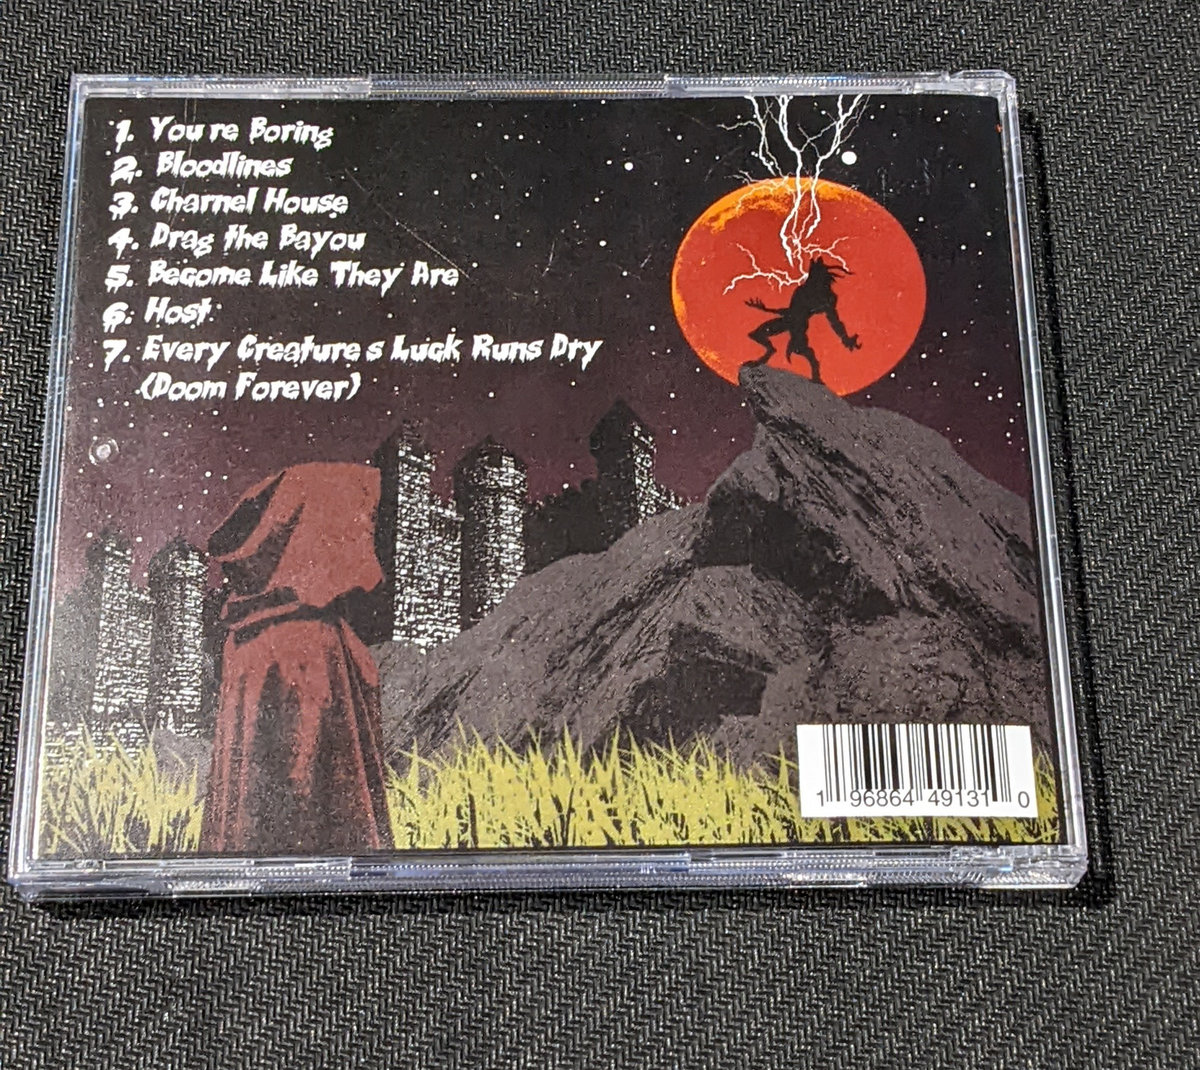 1. You're Boring
2. Bloodlines
3. Charnel House
4. Drag the Bayou
5. Become Like They Are
6. Host
7. Every Creature s Luck Runs Dry
(Doom Forever)
1 96864 49131 0